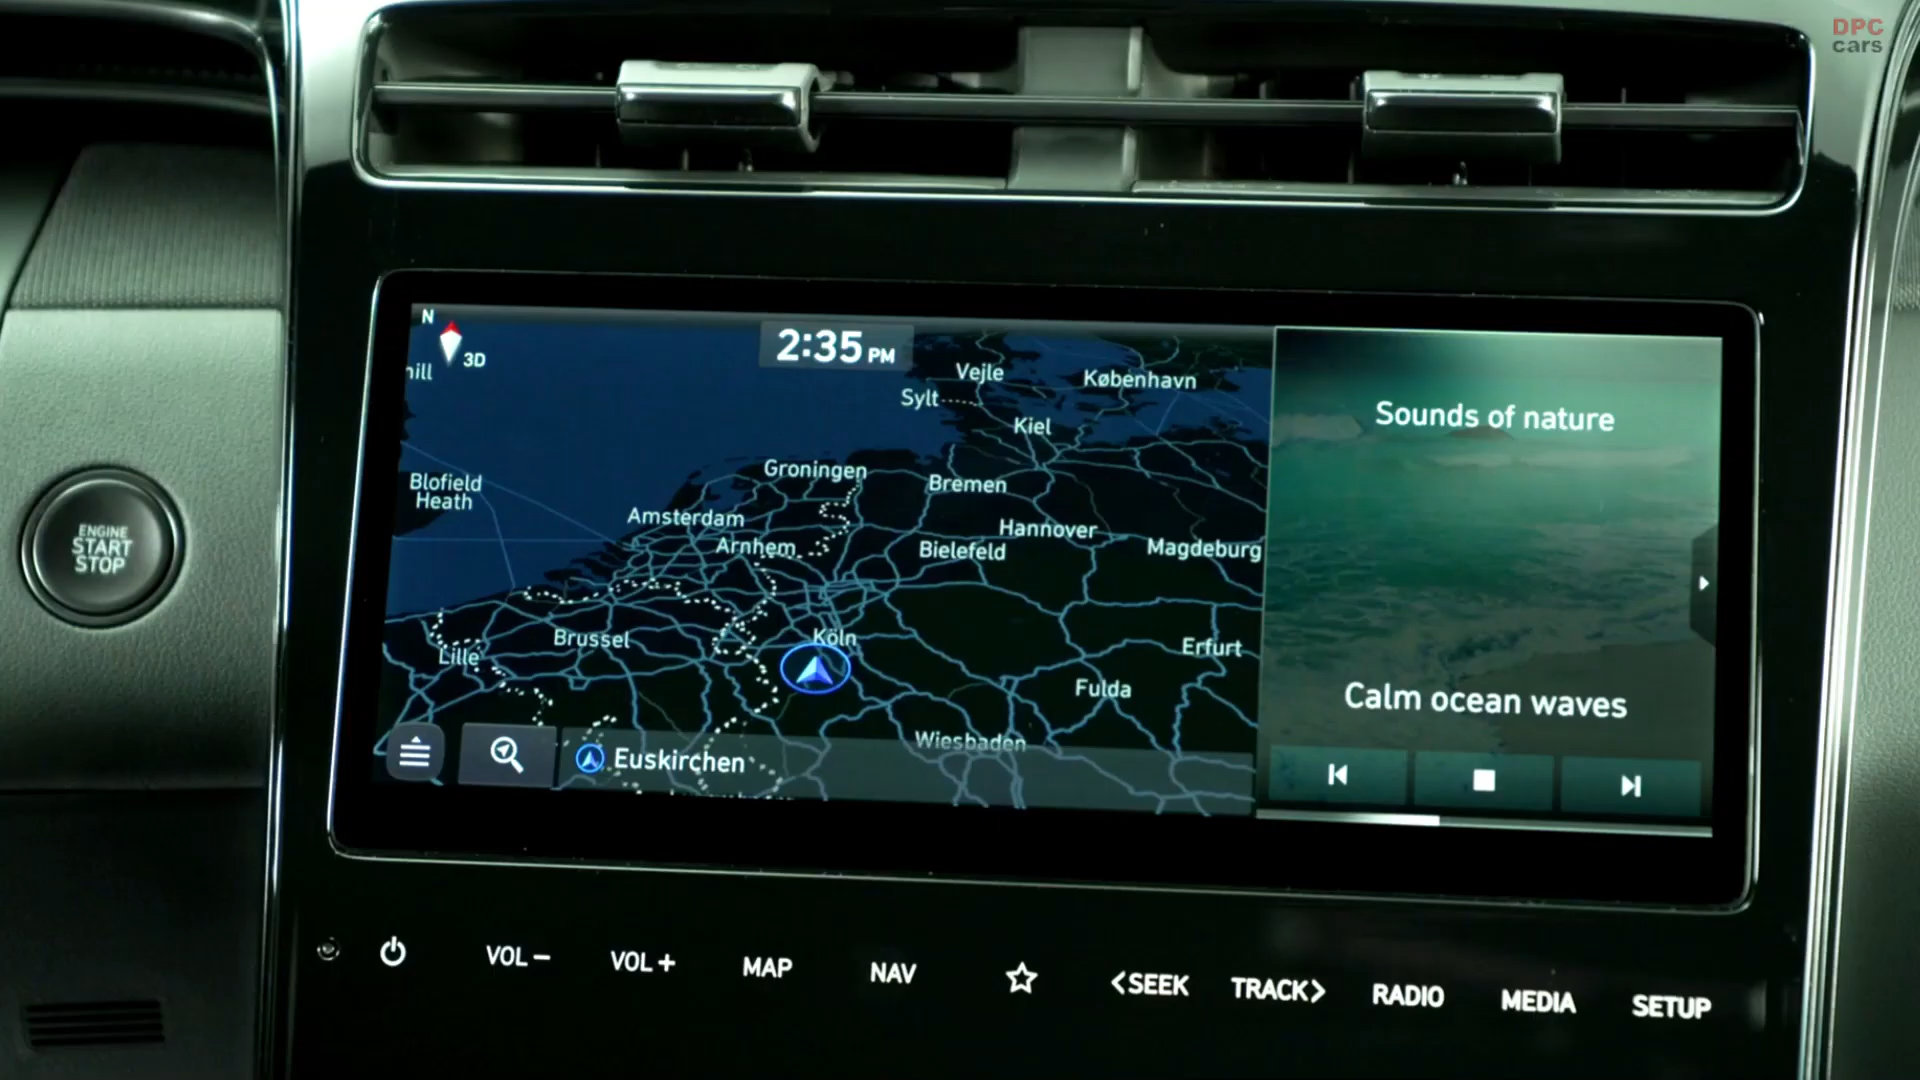 DPC
cars
N
3D
hill
2:35 PM
Vejle
København
Sylt
Kiel
Sounds of nature
Groningen
Bremen
Blofield
Heath
Amsterdam
Hannover
Arnhem
Bielefeld
Magdeburg
ENGINE
START
STOP
Brussel
Köln
Erfurt
Lille
Fulda
Calm ocean waves
Wiesbaden
Euskirchen
VOL −
VOL +
MAP
NAV
<SEEK
TRACK>
RADIO
MEDIA
SETUP